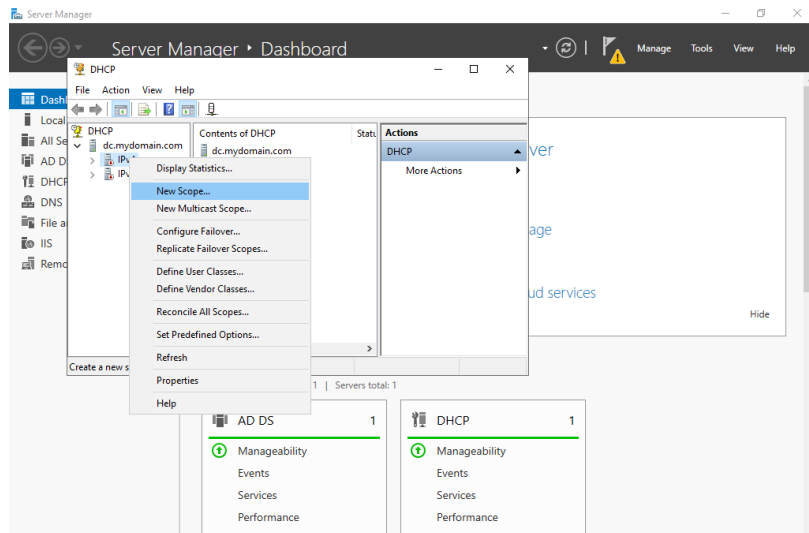 Server Manager
Server Manager • Dashboard
Manage Tools View Help
DHCP
File Action View Help
Dash
Local
All Se
AD D
DHCP
DNS
File a
IIS
Remo
DHCP
dc.mydomain.com
IPv4
IPv
Contents of DHCP Statu
dc.mydomain.com
Actions
DHCP
More Actions
Display Statistics...
New Scope...
New Multicast Scope...
Configure Failover...
Replicate Failover Scopes...
Define User Classes...
Define Vendor Classes...
Reconcile All Scopes...
Set Predefined Options...
Refresh
Properties
Help
Create a new s
ver
age
ud services
Hide
1 | Servers total: 1
AD DS 1
Manageability
Events
Services
Performance
DHCP 1
Manageability
Events
Services
Performance